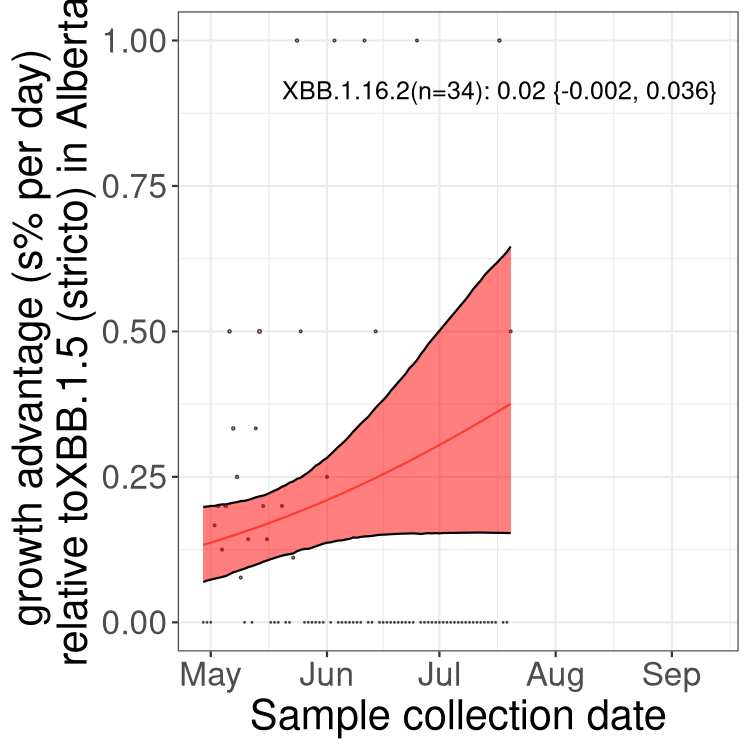 growth advantage (s% per day)
relative toXBB.1.5 (stricto) in Alberta
1.00
XBB.1.16.2(n=34): 0.02 {-0.002, 0.036}
0.75
0.50
0.25
0.00
May Jun Jul Aug Sep
Sample collection date